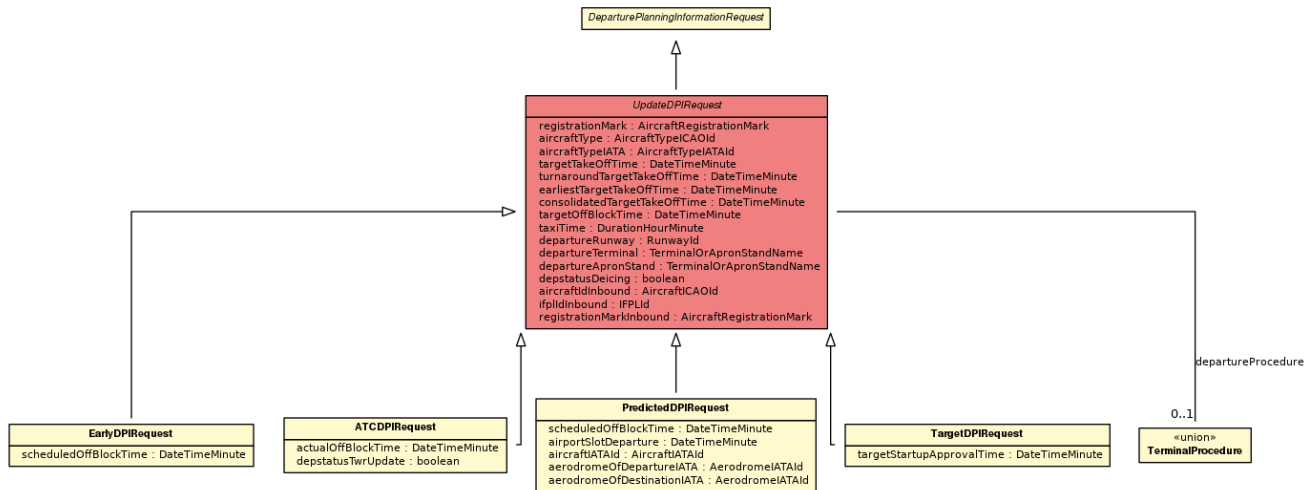 DeparturePlanningInformationRequest
UpdateDPIRequest
registrationMark : AircraftRegistrationMark
aircraftType : AircraftTypeICAOId
aircraftTypeIATA : AircraftTypeIATAId
targetTakeOffTime : DateTimeMinute
turnaroundTargetTakeOffTime : DateTimeMinute
earliestTargetTakeOffTime : DateTimeMinute
consolidatedTargetTakeOffTime : DateTimeMinute
targetOffBlockTime : DateTimeMinute
taxiTime : DurationHourMinute
departureRunway : RunwayId
departureTerminal : TerminalOrApronStandName
departureApronStand : TerminalOrApronStandName
depstatusDeicing : boolean
aircraftIdInbound : AircraftICAOId
ifplIdInbound : IFPLId
registrationMarkInbound : AircraftRegistrationMark
departureProcedure
0..1
EarlyDPIRequest
scheduledOffBlockTime : DateTimeMinute
ATCDPIRequest
actualOffBlockTime : DateTimeMinute
depstatusTwrUpdate : boolean
PredictedDPIRequest
scheduledOffBlockTime : DateTimeMinute
airportSlotDeparture : DateTimeMinute
aircraftIATAId : AircraftIATAId
aerodromeOfDepartureIATA : AerodromeIATAId
aerodromeOfDestinationIATA : AerodromeIATAId
TargetDPIRequest
targetStartupApprovalTime : DateTimeMinute
«union»
TerminalProcedure